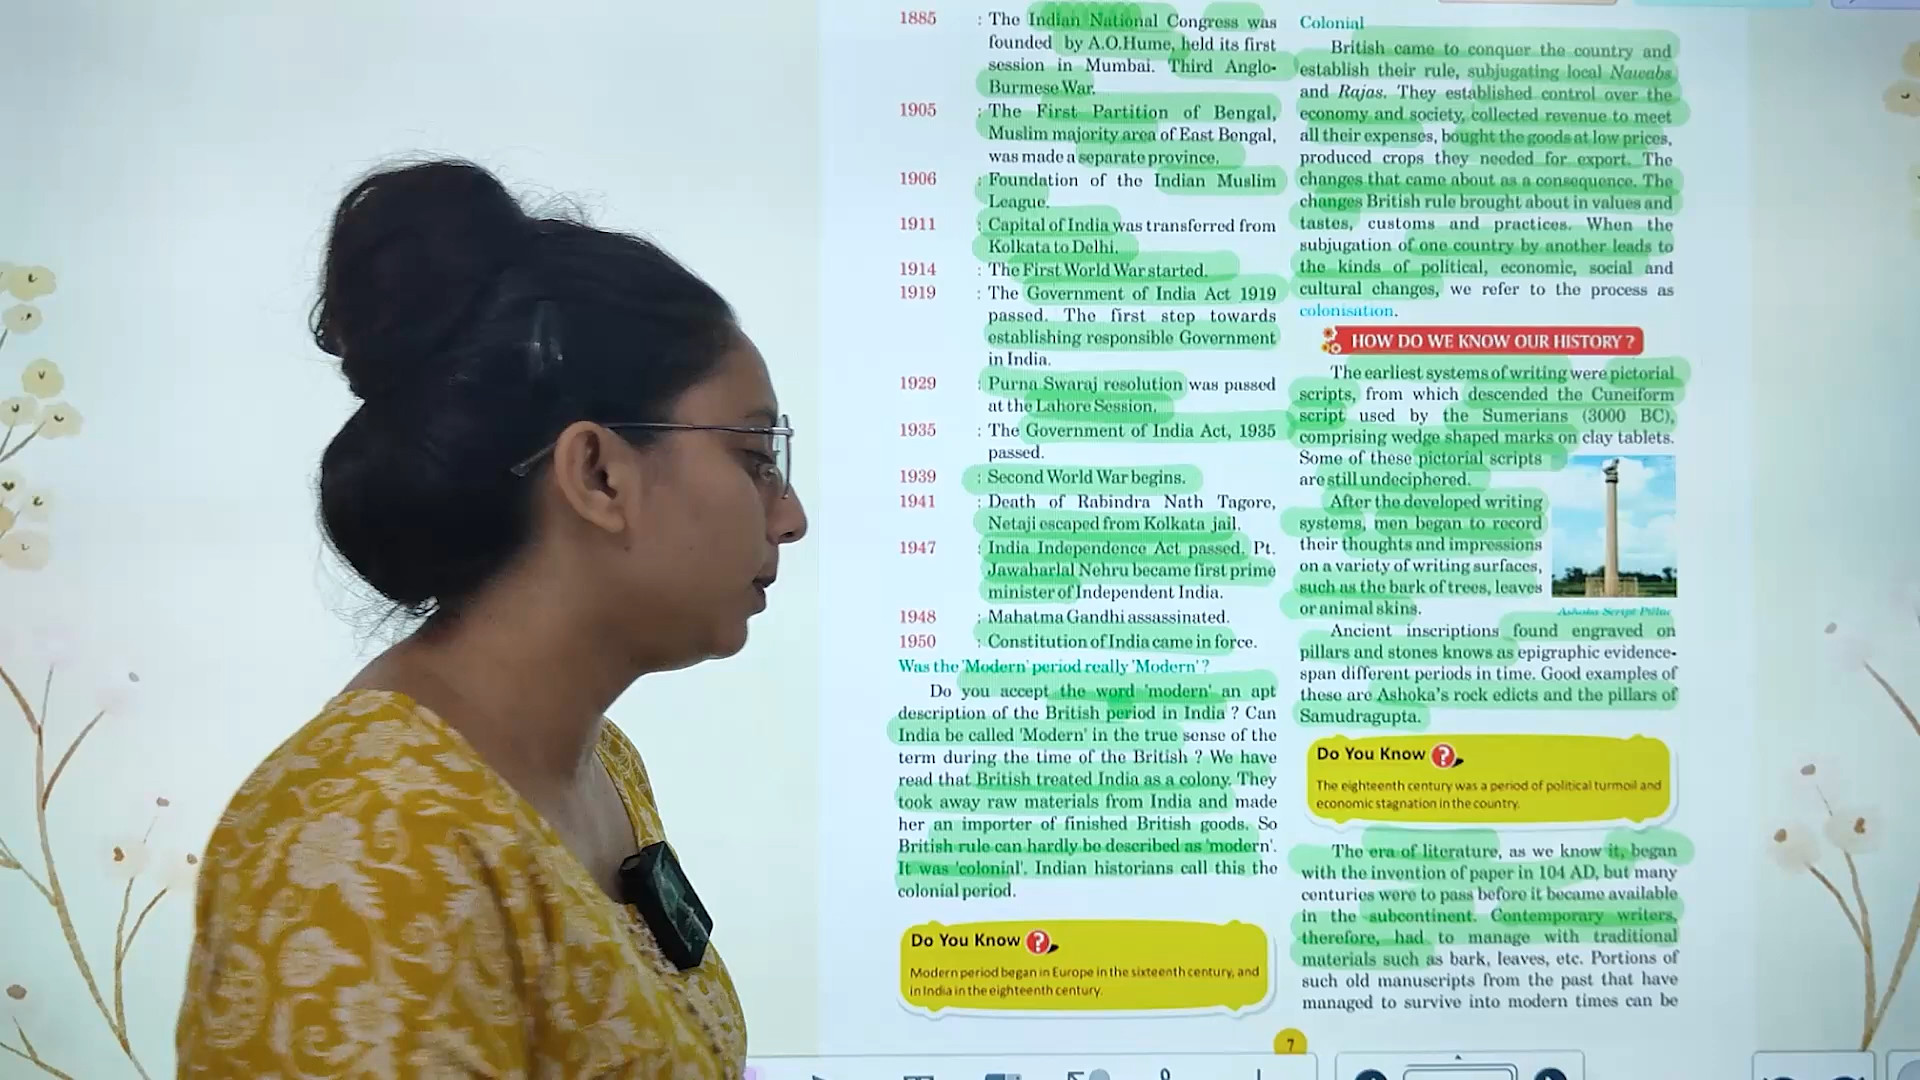 1885 : The Indian National Congress was
founded by A.O.Hume, held its first
session in Mumbai. Third Anglo-
Burmese War.
1905 : The First Partition of Bengal,
Muslim majority area of East Bengal,
was made a separate province.
1906 : Foundation of the Indian Muslim
League.
1911 : Capital of India was transferred from
Kolkata to Delhi.
1914 : The First World War started.
1919 : The Government of India Act 1919
passed. The first step towards
establishing responsible Government
in India.
1929 : Purna Swaraj resolution was passed
at the Lahore Session.
1935 : The Government of India Act, 1935
passed.
1939 : Second World War begins.
1941 : Death of Rabindra Nath Tagore,
Netaji escaped from Kolkata jail.
1947 : India Independence Act passed. Pt.
Jawaharlal Nehru became first prime
minister of Independent India.
1948 : Mahatma Gandhi assassinated.
1950 : Constitution of India came in force.
Was the 'Modern' period really 'Modern' ?
Do you accept the word 'modern' an apt
description of the British period in India ? Can
India be called 'Modern' in the true sense of the
term during the time of the British ? We have
read that British treated India as a colony. They
took away raw materials from India and made
her an importer of finished British goods. So
British rule can hardly be described as 'modern'.
It was 'colonial'. Indian historians call this the
colonial period.
Do You Know ?
Modern period began in Europe in the sixteenth century, and
in India in the eighteenth century.
Colonial
British came to conquer the country and
establish their rule, subjugating local Nawabs
and Rajas. They established control over the
economy and society, collected revenue to meet
all their expenses, bought the goods at low prices,
produced crops they needed for export. The
changes that came about as a consequence. The
changes British rule brought about in values and
tastes, customs and practices. When the
subjugation of one country by another leads to
the kinds of political, economic, social and
cultural changes, we refer to the process as
colonisation.
HOW DO WE KNOW OUR HISTORY ?
The earliest systems of writing were pictorial
scripts, from which descended the Cuneiform
script used by the Sumerians (3000 BC),
comprising wedge shaped marks on clay tablets.
Some of these pictorial scripts
are still undeciphered.
After the developed writing
systems, men began to record
their thoughts and impressions
on a variety of writing surfaces,
such as the bark of trees, leaves
or animal skins.
Ashoka Script Pillar
Ancient inscriptions found engraved on
pillars and stones knows as epigraphic evidence-
span different periods in time. Good examples of
these are Ashoka's rock edicts and the pillars of
Samudragupta.
Do You Know ?
The eighteenth century was a period of political turmoil and
economic stagnation in the country.
The era of literature, as we know it, began
with the invention of paper in 104 AD, but many
centuries were to pass before it became available
in the subcontinent. Contemporary writers,
therefore, had to manage with traditional
materials such as bark, leaves, etc. Portions of
such old manuscripts from the past that have
managed to survive into modern times can be
7